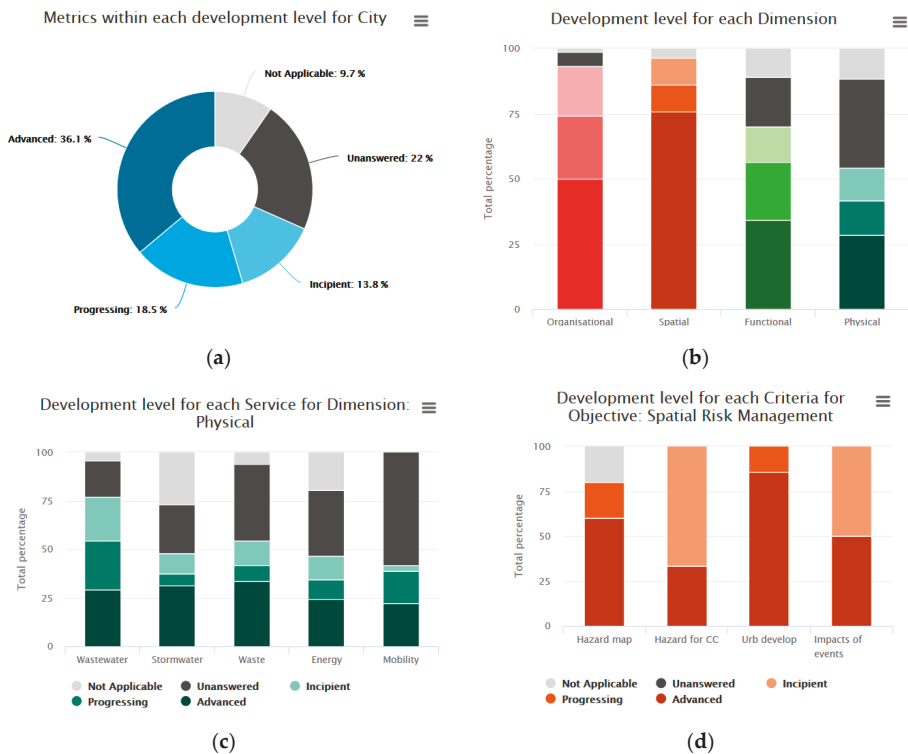 Metrics within each development level for City
Not Applicable: 9.7 %
Advanced: 36.1 %
Unanswered: 22 %
Incipient: 13.8 %
Progressing: 18.5 %
(a)
Development level for each Dimension
Total percentage
100
75
50
25
0
Organisational Spatial Functional Physical
(b)
Development level for each Service for Dimension:
Physical
Total percentage
100
75
50
25
0
Wastewater Stormwater Waste Energy Mobility
Not Applicable Unanswered Incipient
Progressing Advanced
(c)
Development level for each Criteria for
Objective: Spatial Risk Management
Total percentage
100
75
50
25
0
Hazard map Hazard for CC Urb develop Impacts of
events
Not Applicable Unanswered Incipient
Progressing Advanced
(d)